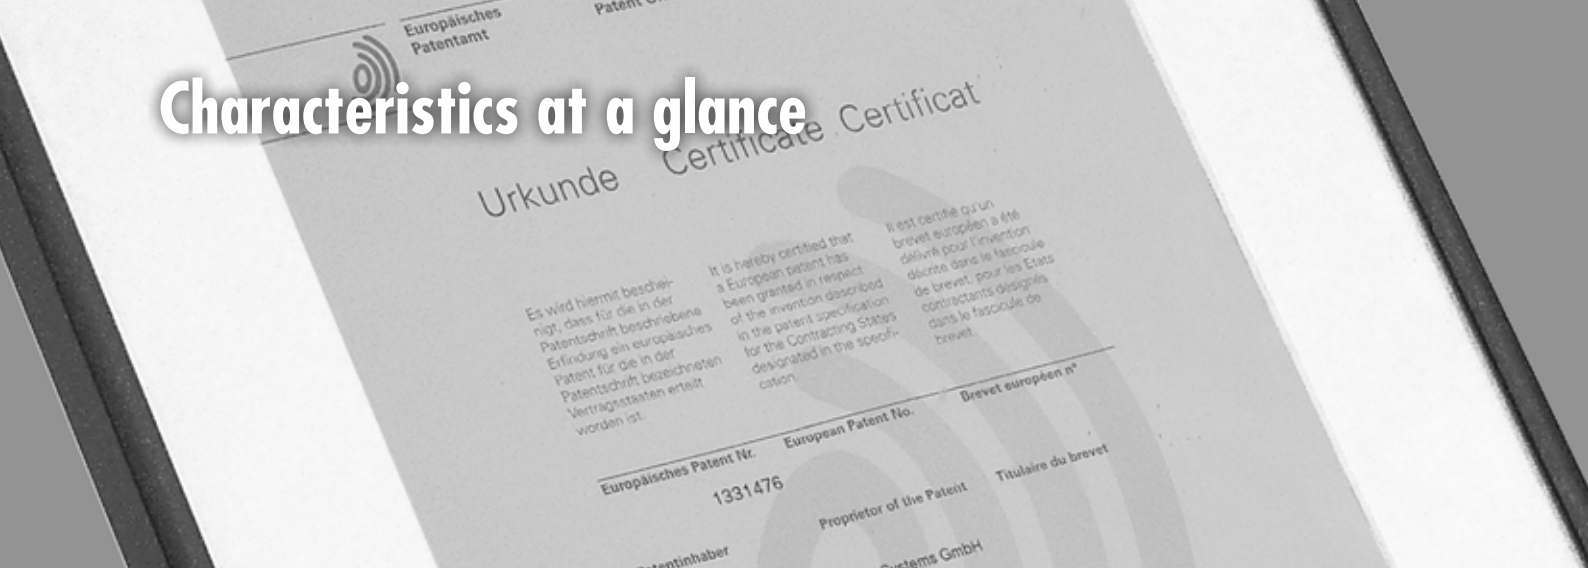 Europäisches
Patentamt
Patent
Characteristics at a glance
Urkunde Certificate Certificat
Es wird hiermit beschei-
nigt, dass für die in der
Patentschrift beschriebene
Erfindung ein europäisches
Patent für die in der
Patentschrift bezeichneten
Vertragsstaaten erteilt
worden ist.
It is hereby certified that
a European patent has
been granted in respect
of the invention described
in the patent specification
for the Contracting States
designated in the specifi-
cation.
Il est certifié qu'un
brevet européen a été
délivré pour l'invention
décrite dans le fascicule
de brevet, pour les Etats
contractants désignés
dans le fascicule de
brevet.
Europäisches Patent Nr. European Patent No. Brevet européen n°
1331476
Patentinhaber Proprietor of the Patent Titulaire du brevet
Systems GmbH